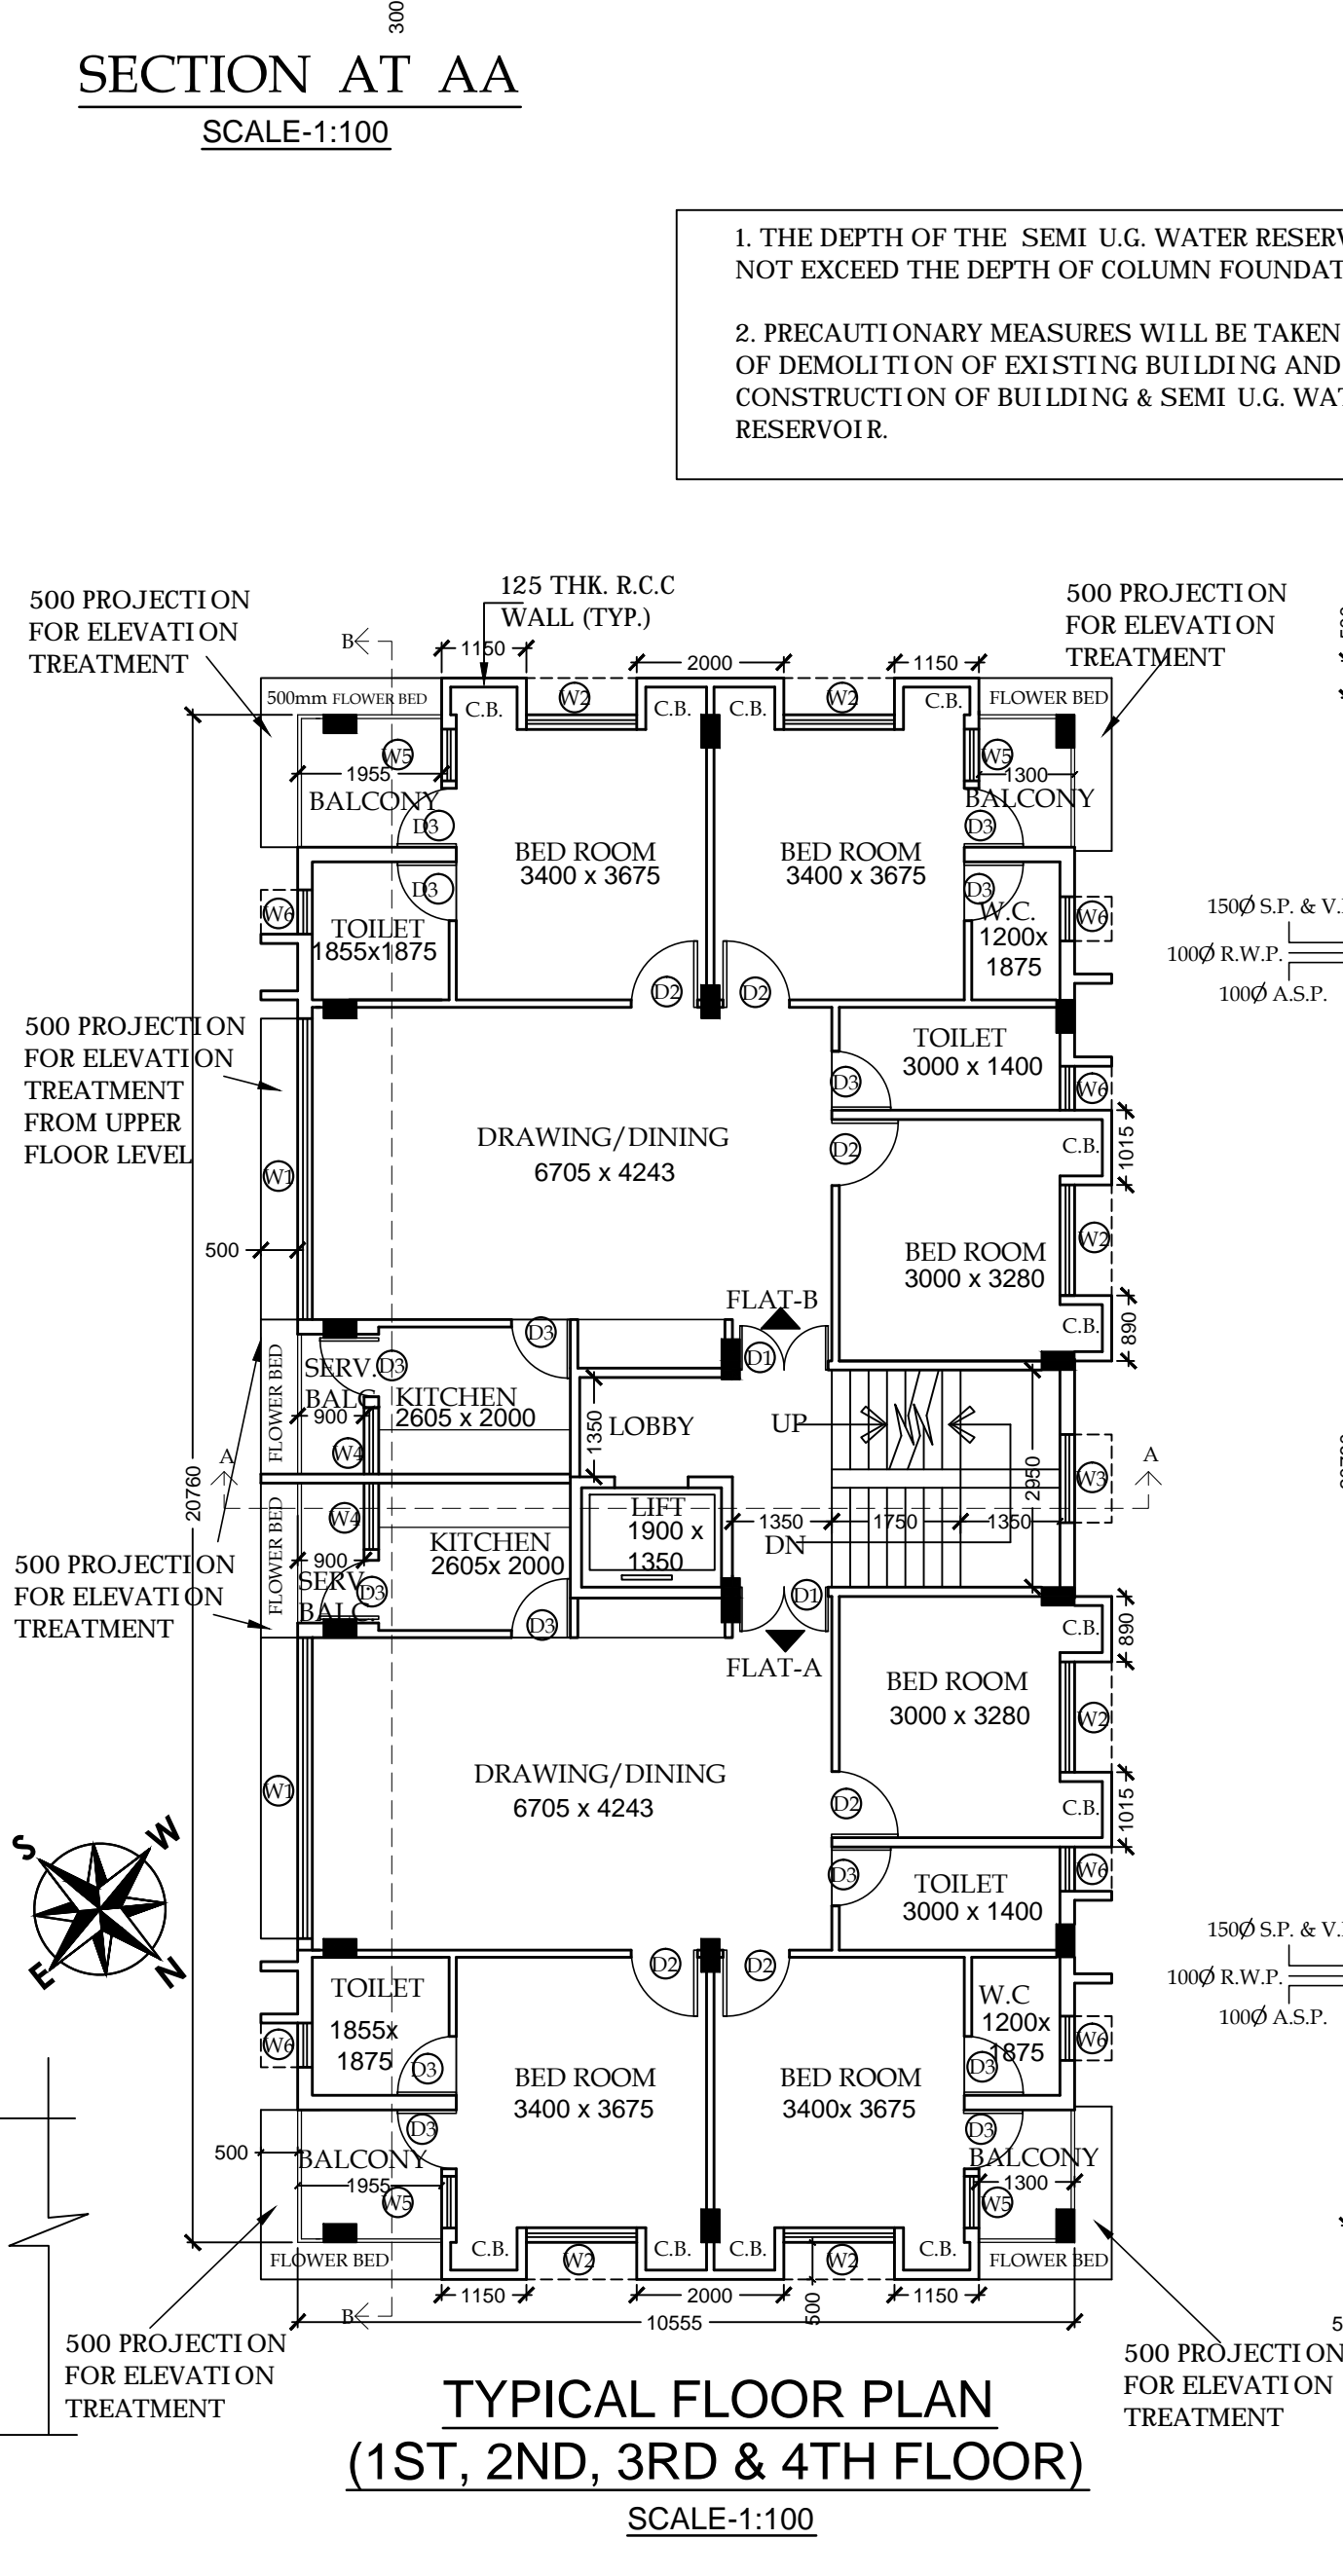 300
SECTION AT AA
SCALE-1:100
1. THE DEPTH OF THE SEMI U.G. WATER
NOT EXCEED THE DEPTH OF COLUMN
2. PRECAUTIONARY MEASURES WILL BE TAKEN
OF DEMOLITION OF EXISTING BUILDING AND
CONSTRUCTION OF BUILDING & SEMI U.G.
RESERVOIR.
500 PROJECTION
FOR ELEVATION
TREATMENT
125 THK. R.C.C
WALL (TYP.)
500 PROJECTION
FOR ELEVATION
TREATMENT
B
1150
2000
1150
500mm FLOWER BED
C.B.
W2
C.B.
C.B.
W2
C.B.
FLOWER BED
W5
1955
BALCONY
D3
W5
1300
BALCONY
D3
BED ROOM
3400 x 3675
BED ROOM
3400 x 3675
D3
D3
W6
TOILET
1855x1875
W.C.
1200x
1875
W6
150Ø S.P. &
100Ø R.W.P.
100Ø A.S.P.
D2
D2
500 PROJECTION
FOR ELEVATION
TREATMENT
FROM UPPER
FLOOR LEVEL
TOILET
3000 x 1400
D3
W6
DRAWING/DINING
6705 x 4243
D2
C.B.
1015
W1
500
BED ROOM
3000 x 3280
W2
FLAT-B
D3
D1
C.B.
890
FLOWER BED
SERV.
BALC
D3
900
KITCHEN
2605 x 2000
1350
LOBBY
UP
W4
A
20760
2950
W3
A
FLOWER BED
W4
KITCHEN
2605x 2000
LIFT
1900 x
1350
1350
1750
1350
DN
900
SERV.
BALC
D3
D3
D1
500 PROJECTION
FOR ELEVATION
TREATMENT
FLAT-A
C.B.
890
BED ROOM
3000 x 3280
W2
DRAWING/DINING
6705 x 4243
W1
D2
C.B.
1015
S
W
E
N
D3
TOILET
3000 x 1400
W6
150Ø S.P. &
100Ø R.W.P.
100Ø A.S.P.
D2
D2
TOILET
1855x
1875
W6
D3
W.C
1200x
1875
D3
W6
BED ROOM
3400 x 3675
BED ROOM
3400x 3675
D3
D3
500
BALCONY
1955
W5
BALCONY
1300
W5
FLOWER BED
C.B.
W2
C.B.
C.B.
W2
C.B.
FLOWER BED
1150
2000
500
1150
B
10555
500 PROJECTION
FOR ELEVATION
TREATMENT
500 PROJECTION
FOR ELEVATION
TREATMENT
TYPICAL FLOOR PLAN
(1ST, 2ND, 3RD & 4TH FLOOR)
SCALE-1:100